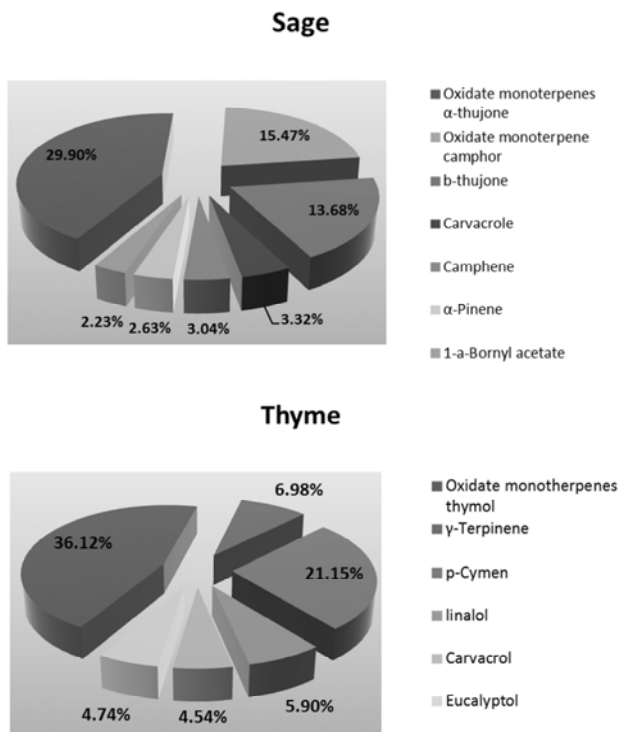 Sage
29.90%
15.47%
13.68%
2.23%
2.63%
3.04%
3.32%
Oxidate monoterpenes
α-thujone
Oxidate monoterpene
camphor
b-thujone
Carvacrole
Camphene
α-Pinene
1-a-Bornyl acetate
Thyme
36.12%
6.98%
21.15%
4.74%
4.54%
5.90%
Oxidate monotherpenes
thymol
γ-Terpinene
p-Cymen
linalol
Carvacrol
Eucalyptol